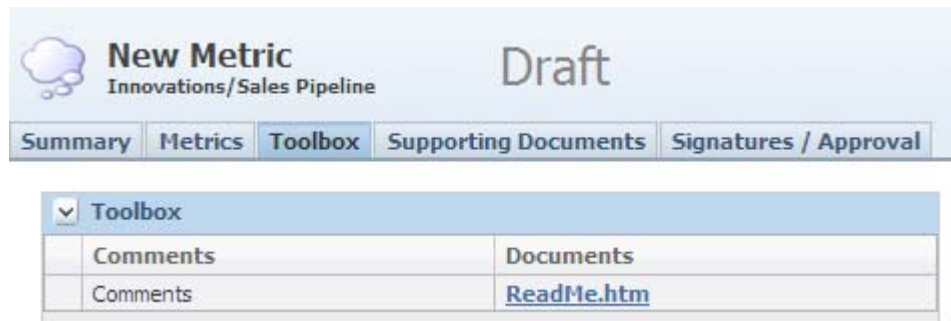 New Metric
Innovations/Sales Pipeline
Draft
Summary Metrics Toolbox Supporting Documents Signatures / Approval
Toolbox
Comments Documents
Comments ReadMe.htm